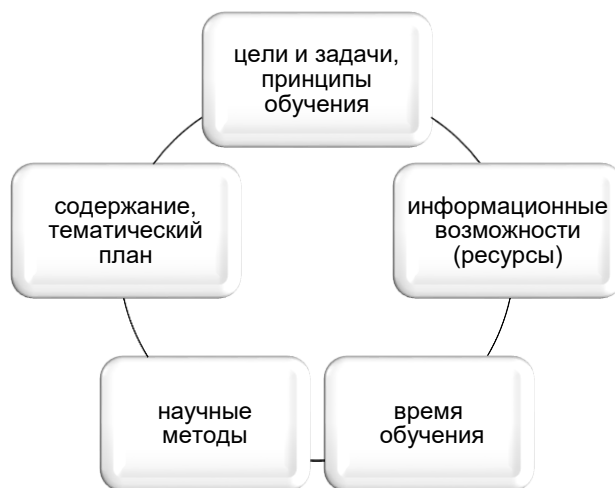 цели и задачи,
принципы
обучения
содержание,
тематический
план
информационные
возможности
(ресурсы)
научные
методы
время
обучения